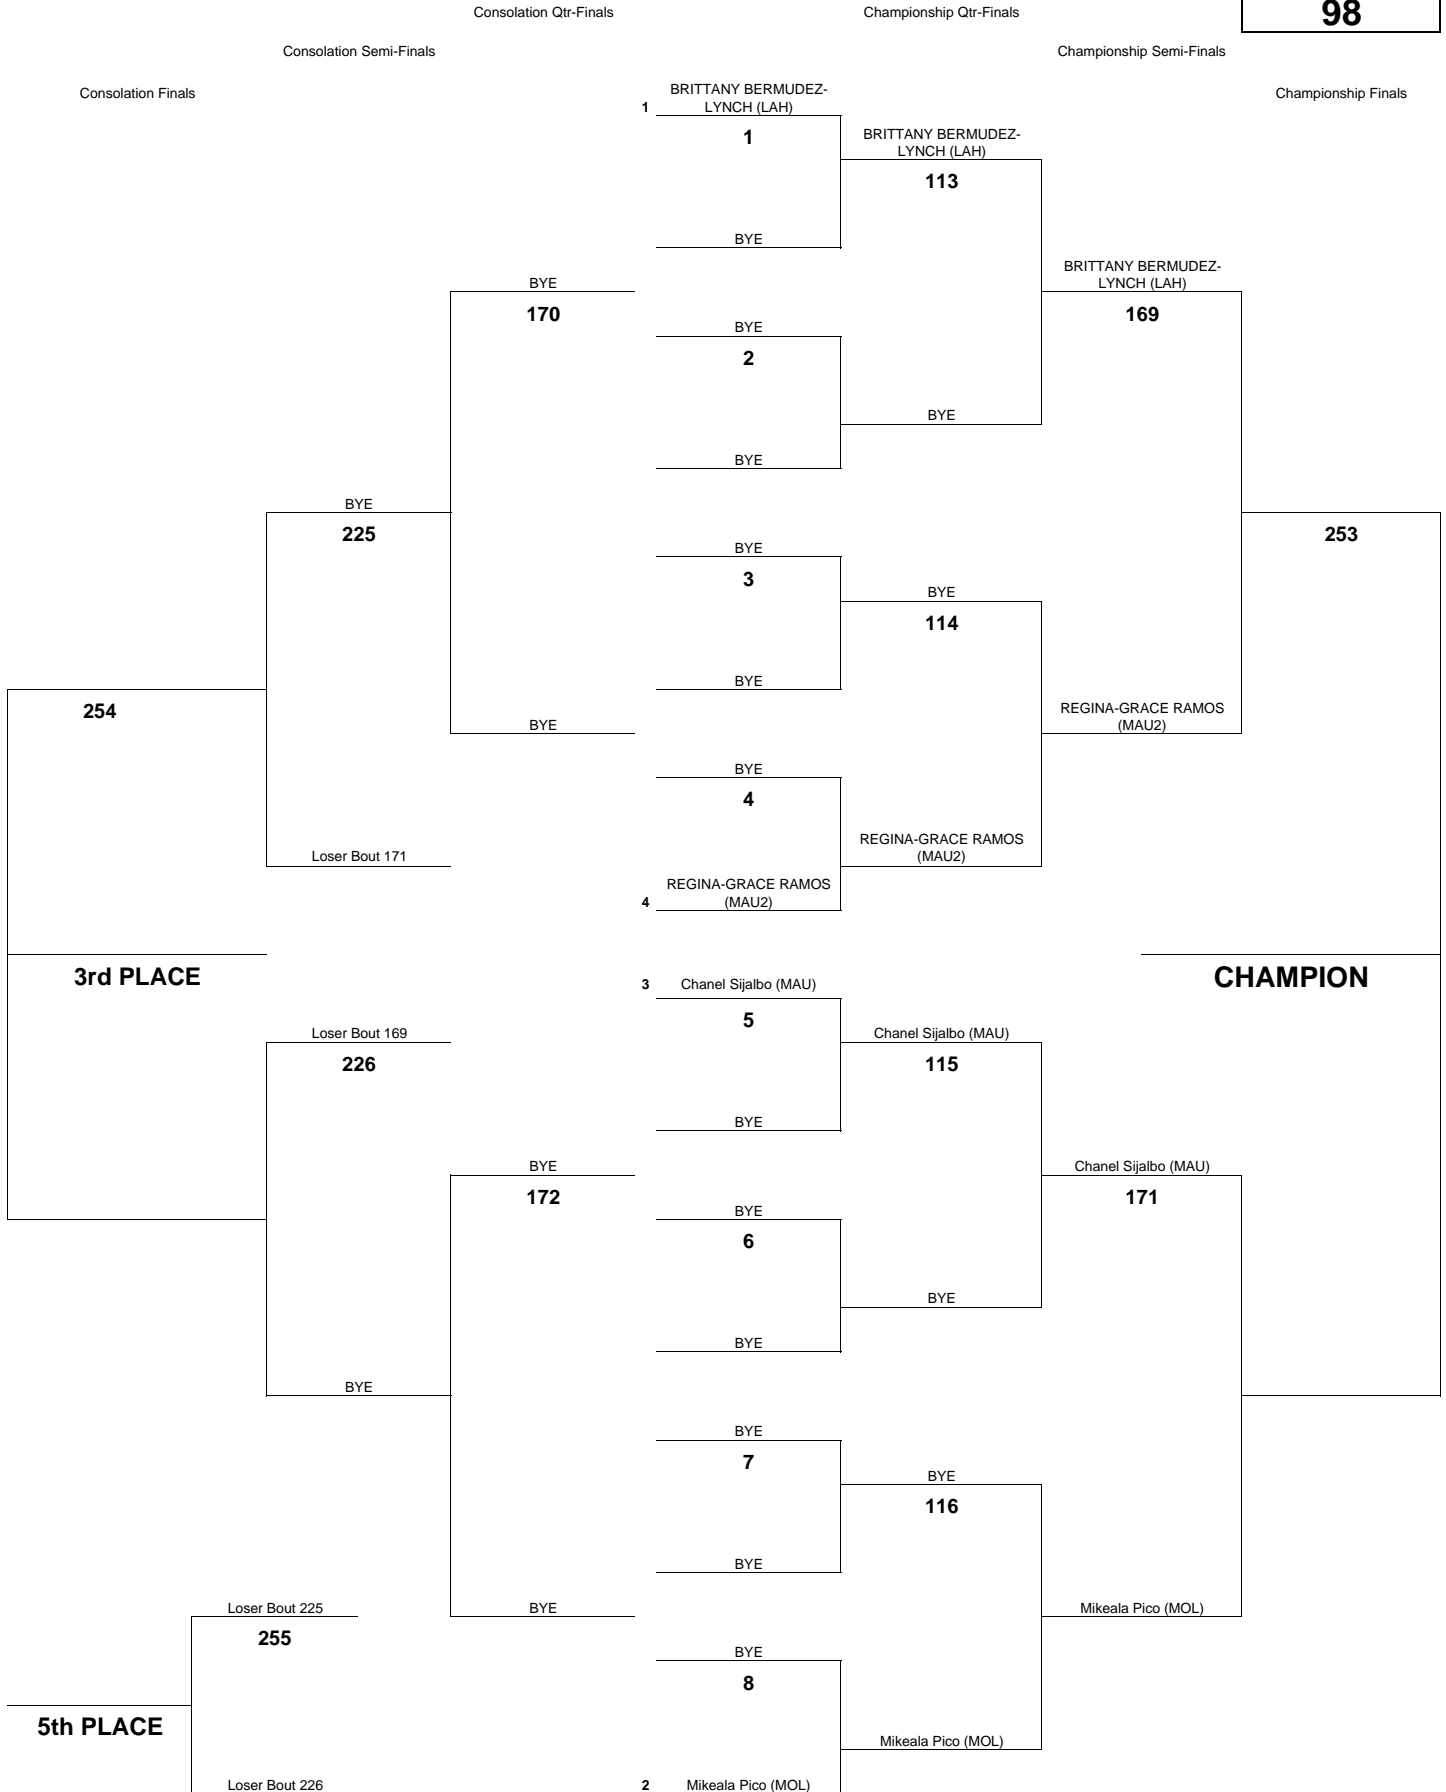 Consolation Qtr-Finals
Championship Qtr-Finals
98
Consolation Semi-Finals
Championship Semi-Finals
Consolation Finals
Championship Finals
BRITTANY BERMUDEZ-
1 LYNCH (LAH)
1
BRITTANY BERMUDEZ-
LYNCH (LAH)
113
BYE
BRITTANY BERMUDEZ-
LYNCH (LAH)
169
BYE
170
BYE
2
BYE
BYE
BYE
225
253
BYE
3
BYE
114
BYE
254
BYE
REGINA-GRACE RAMOS
(MAU2)
BYE
4
REGINA-GRACE RAMOS
(MAU2)
Loser Bout 171
REGINA-GRACE RAMOS
4 (MAU2)
3rd PLACE
CHAMPION
3 Chanel Sijalbo (MAU)
5
Loser Bout 169
226
Chanel Sijalbo (MAU)
115
BYE
BYE
172
Chanel Sijalbo (MAU)
171
BYE
6
BYE
BYE
BYE
BYE
7
BYE
116
BYE
Loser Bout 225
255
BYE
Mikeala Pico (MOL)
BYE
8
5th PLACE
Mikeala Pico (MOL)
Loser Bout 226
2 Mikeala Pico (MOL)